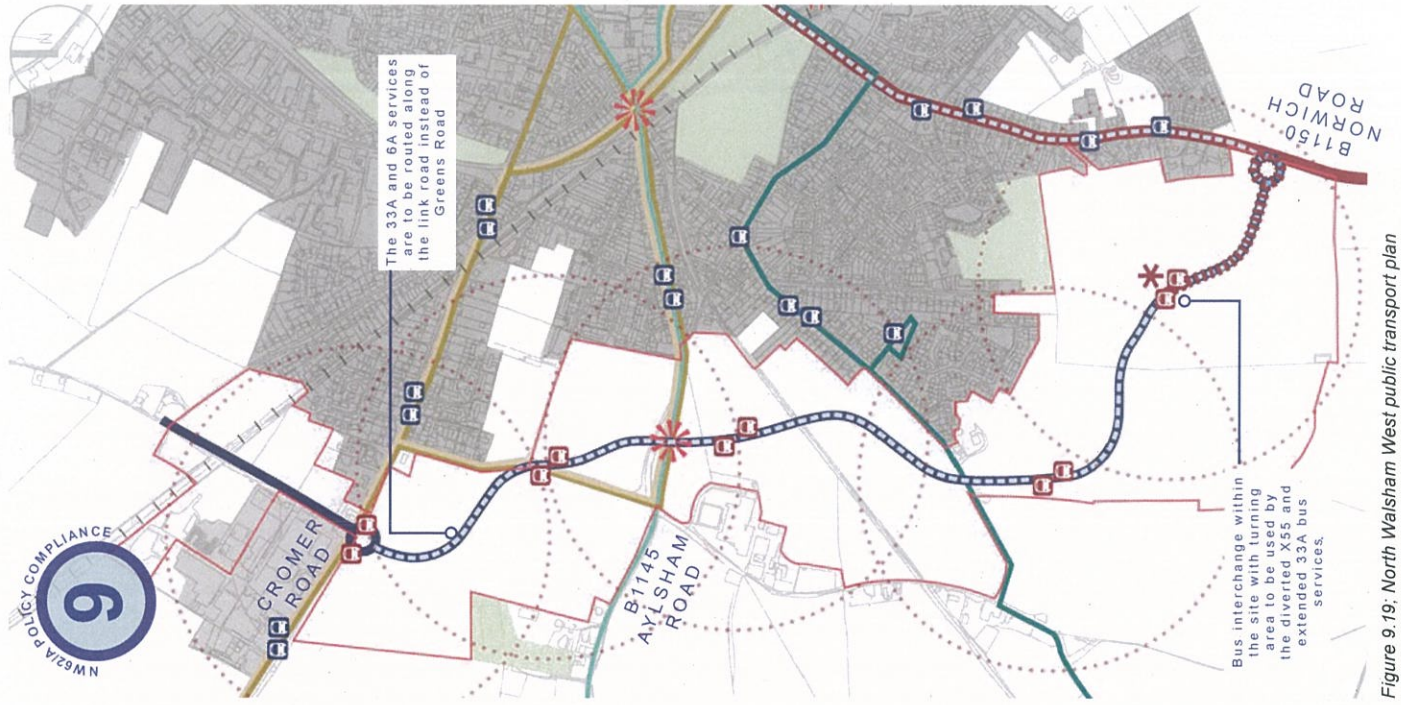 NW62/A POLICY COMPLIANCE
9
The 33A and 6A services
are to be routed along
the link road instead of
Greens Road
CROMER
ROAD
B1145
AYLSHAM
ROAD
B1150
NORWICH
ROAD
Bus interchange within
the site with turning
area to be used by
the diverted X55 and
extended 33A bus
services.
Figure 9.19; North Walsham West public transport plan
N